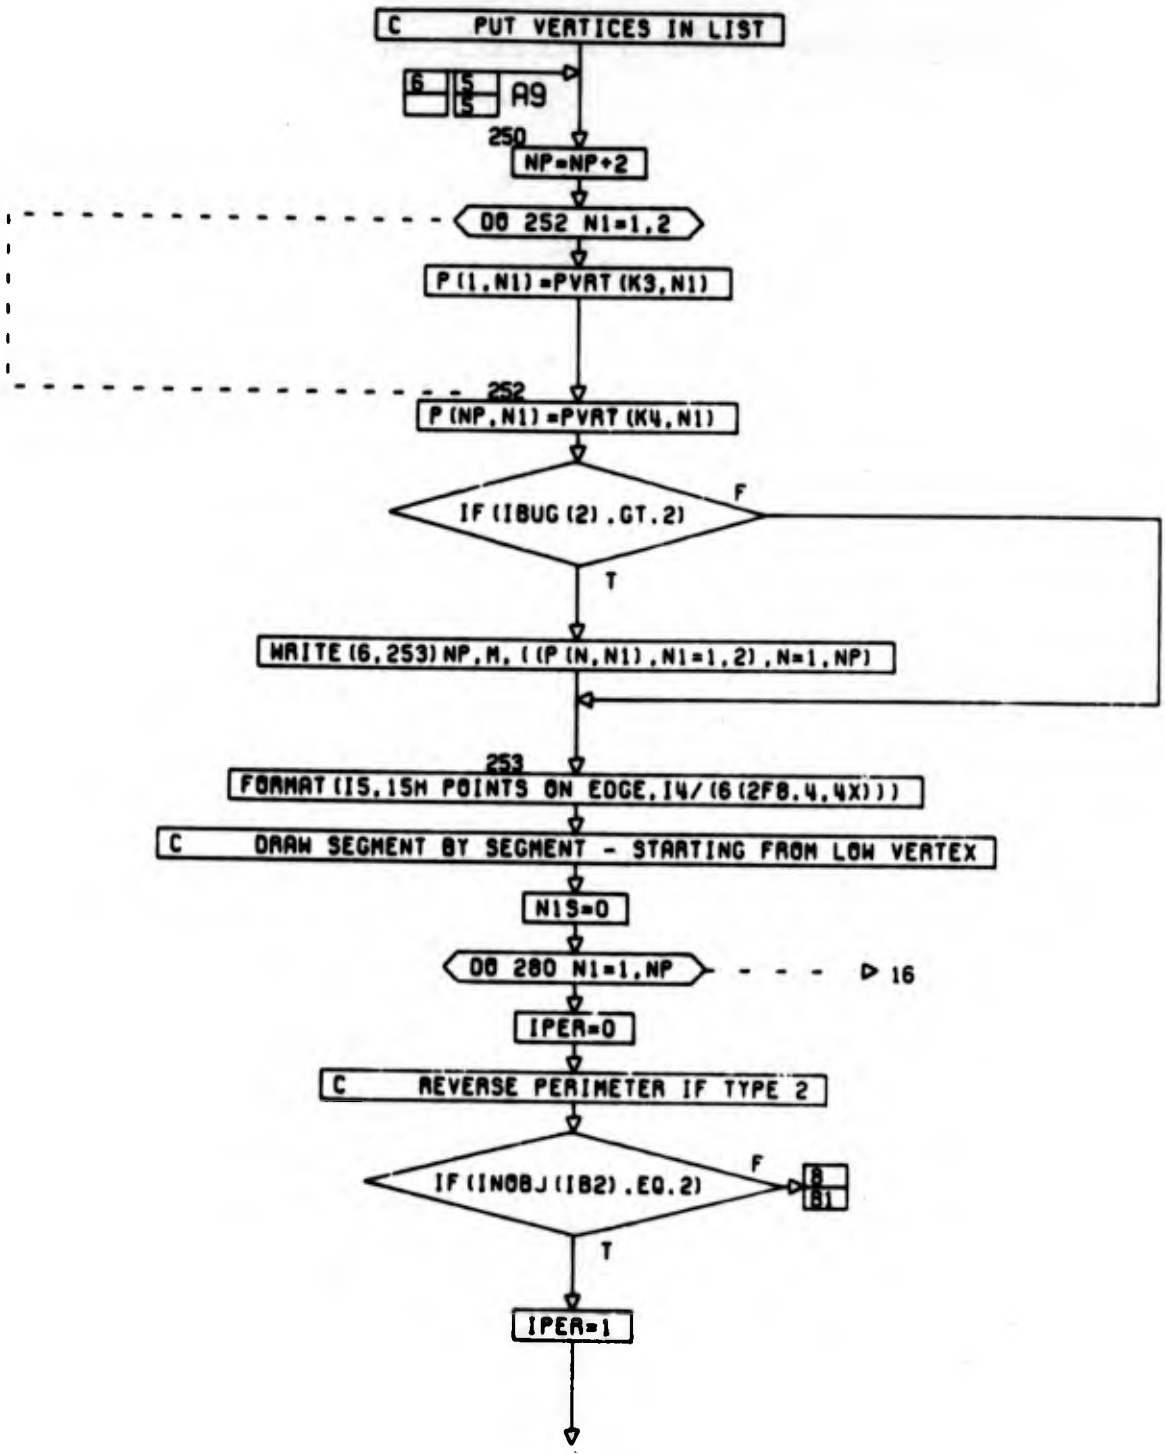 C PUT VERTICES IN LIST
6 5
5 A9
250
NP=NP+2
DO 252 N1=1,2
P(1,N1)=PVRT(K3,N1)
252
P(NP,N1)=PVRT(K4,N1)
IF(IBUG(2).GT.2)
F
T
WRITE(6,253)NP,M,((P(N,N1),N1=1,2),N=1,NP)
253
FORMAT(I5,15H POINTS ON EDGE,I4/(6(2F8.4,4X)))
C DRAW SEGMENT BY SEGMENT - STARTING FROM LOW VERTEX
N1S=0
DO 280 N1=1,NP
16
IPER=0
C REVERSE PERIMETER IF TYPE 2
IF(INOBJ(IB2).EQ.2)
F
8
B1
T
IPER=1